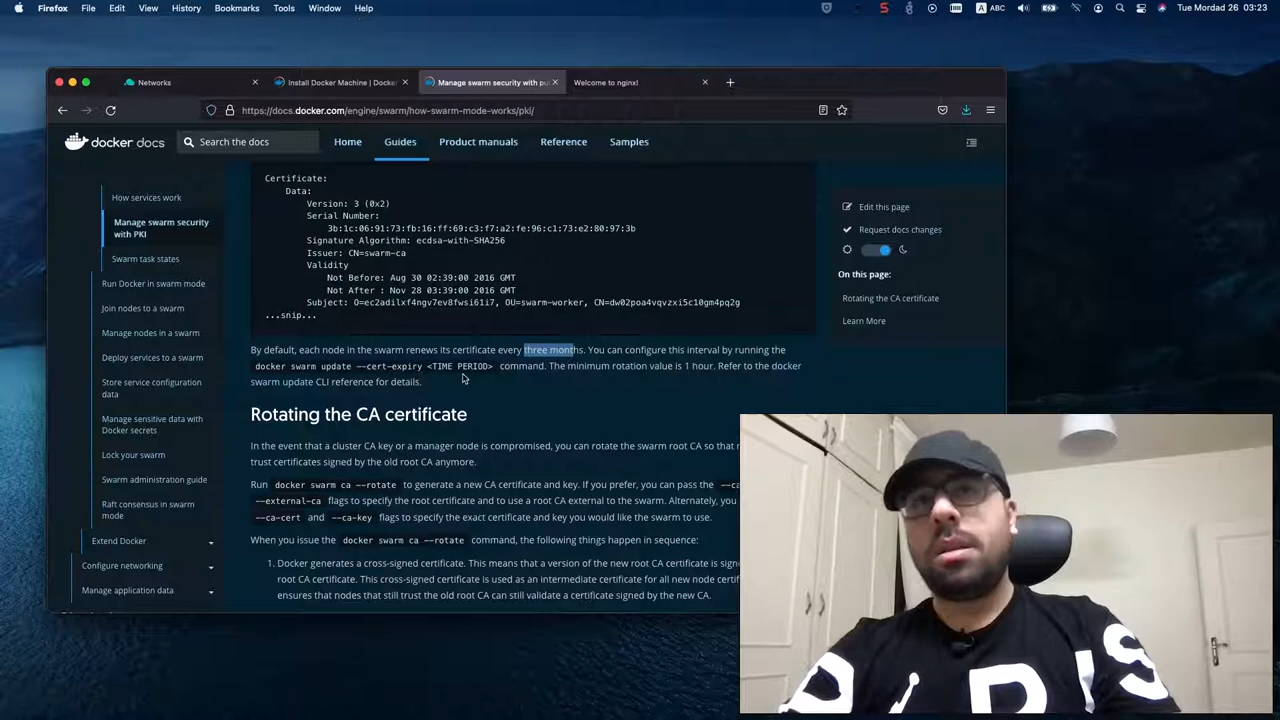 Firefox File Edit View History Bookmarks Tools Window Help ABC Tue Mordad 26 03:23
Networks Install Docker Machine | Docker Manage swarm security with pu Welcome to nginx!
https://docs.docker.com/engine/swarm/how-swarm-mode-works/pki/
docker docs Search the docs Home Guides Product manuals Reference Samples
How services work
Manage swarm security
with PKI
Swarm task states
Run Docker in swarm mode
Join nodes to a swarm
Manage nodes in a swarm
Deploy services to a swarm
Store service configuration
data
Manage sensitive data with
Docker secrets
Lock your swarm
Swarm administration guide
Raft consensus in swarm
mode
Extend Docker
Configure networking
Manage application data
Certificate:
Data:
Version: 3 (0x2)
Serial Number:
3b:1c:06:91:73:fb:16:ff:69:c3:f7:a2:fe:96:c1:73:e2:80:97:3b
Signature Algorithm: ecdsa-with-SHA256
Issuer: CN=swarm-ca
Validity
Not Before: Aug 30 02:39:00 2016 GMT
Not After : Nov 28 03:39:00 2016 GMT
Subject: O=ec2adilxf4ngv7ev8fwsi61i7, OU=swarm-worker, CN=dw02poa4vqvzxi5c10gm4pq2g
...snip...
By default, each node in the swarm renews its certificate every three months. You can configure this interval by running the
docker swarm update --cert-expiry <TIME PERIOD> command. The minimum rotation value is 1 hour. Refer to the docker
swarm update CLI reference for details.
Rotating the CA certificate
In the event that a cluster CA key or a manager node is compromised, you can rotate the swarm root CA so that
trust certificates signed by the old root CA anymore.
Run docker swarm ca --rotate to generate a new CA certificate and key. If you prefer, you can pass the --ca
--external-ca flags to specify the root certificate and to use a root CA external to the swarm. Alternately, you
--ca-cert and --ca-key flags to specify the exact certificate and key you would like the swarm to use.
When you issue the docker swarm ca --rotate command, the following things happen in sequence:
1. Docker generates a cross-signed certificate. This means that a version of the new root CA certificate is sign
root CA certificate. This cross-signed certificate is used as an intermediate certificate for all new node certif
ensures that nodes that still trust the old root CA can still validate a certificate signed by the new CA.
Edit this page
Request docs changes
On this page:
Rotating the CA certificate
Learn More